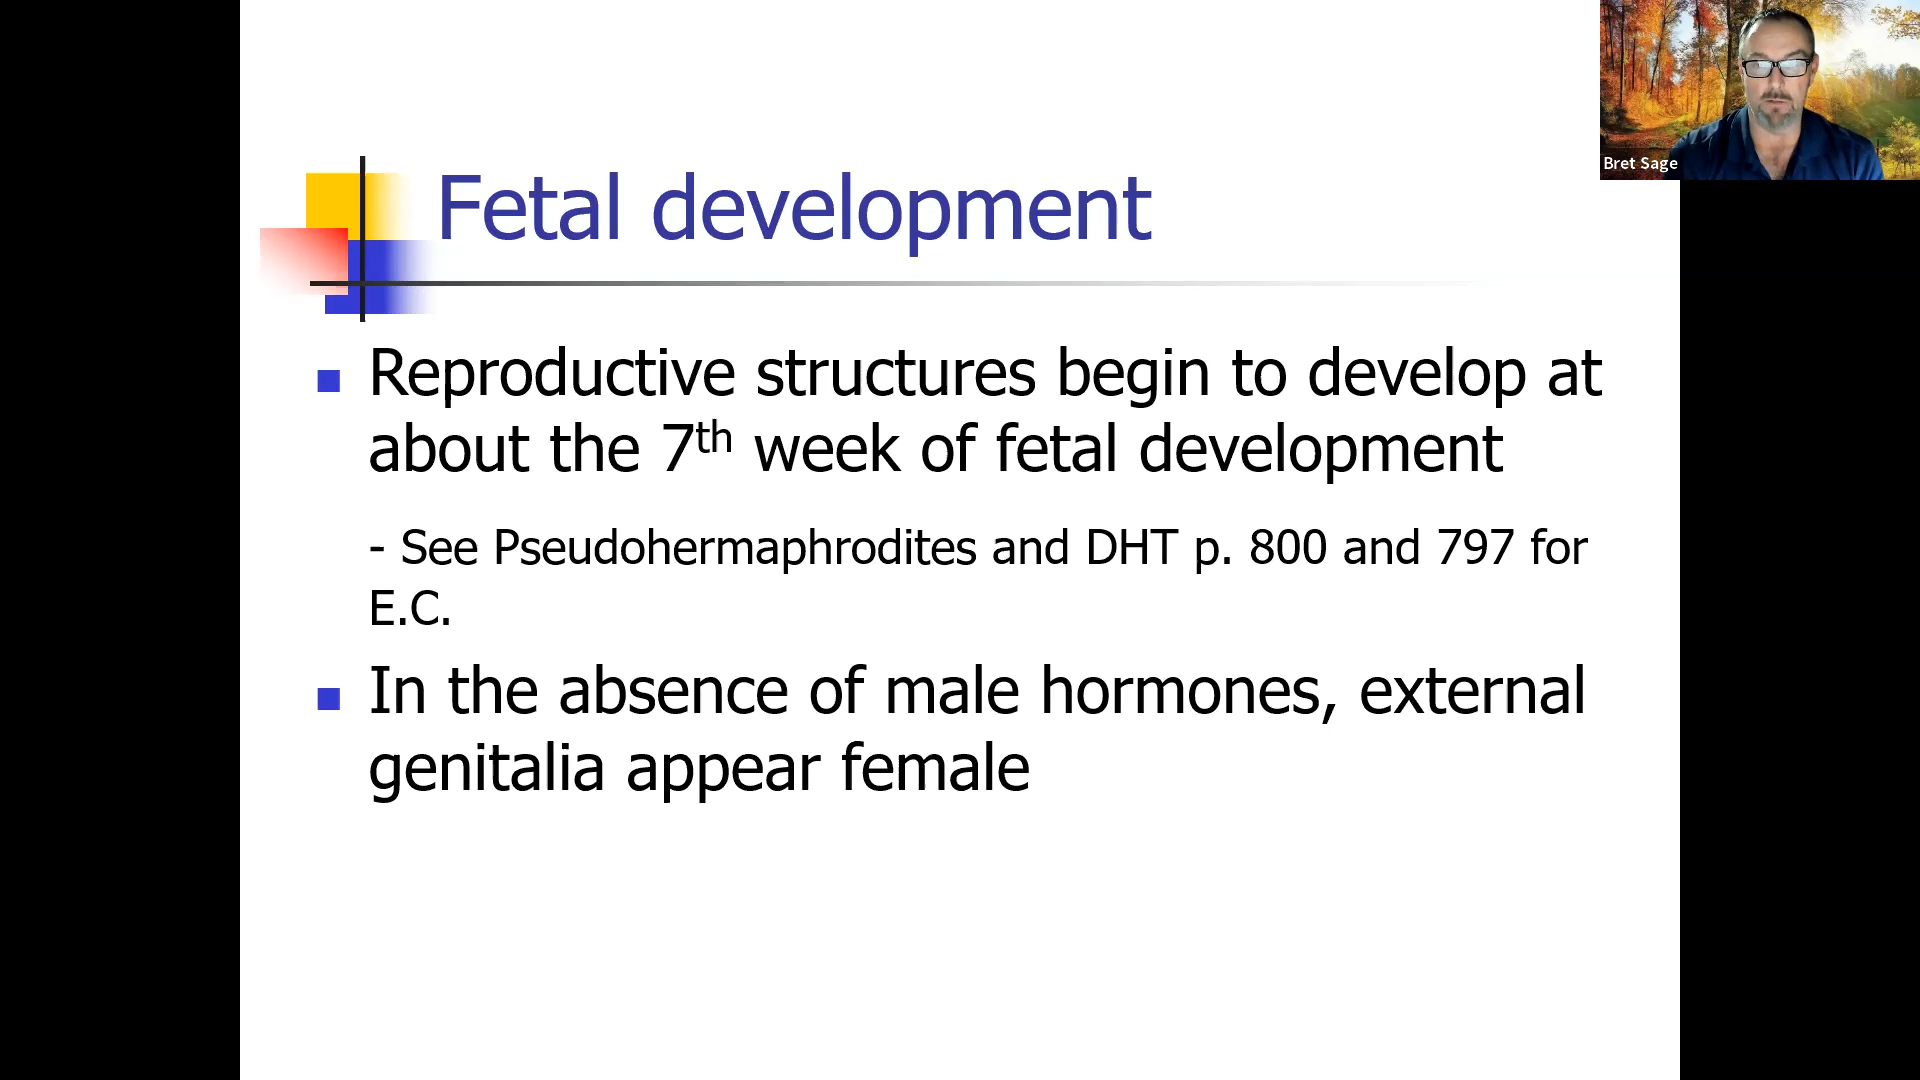 Bret Sage
Fetal development
Reproductive structures begin to develop at
about the 7th week of fetal development
- See Pseudohermaphrodites and DHT p. 800 and 797 for
E.C.
In the absence of male hormones, external
genitalia appear female